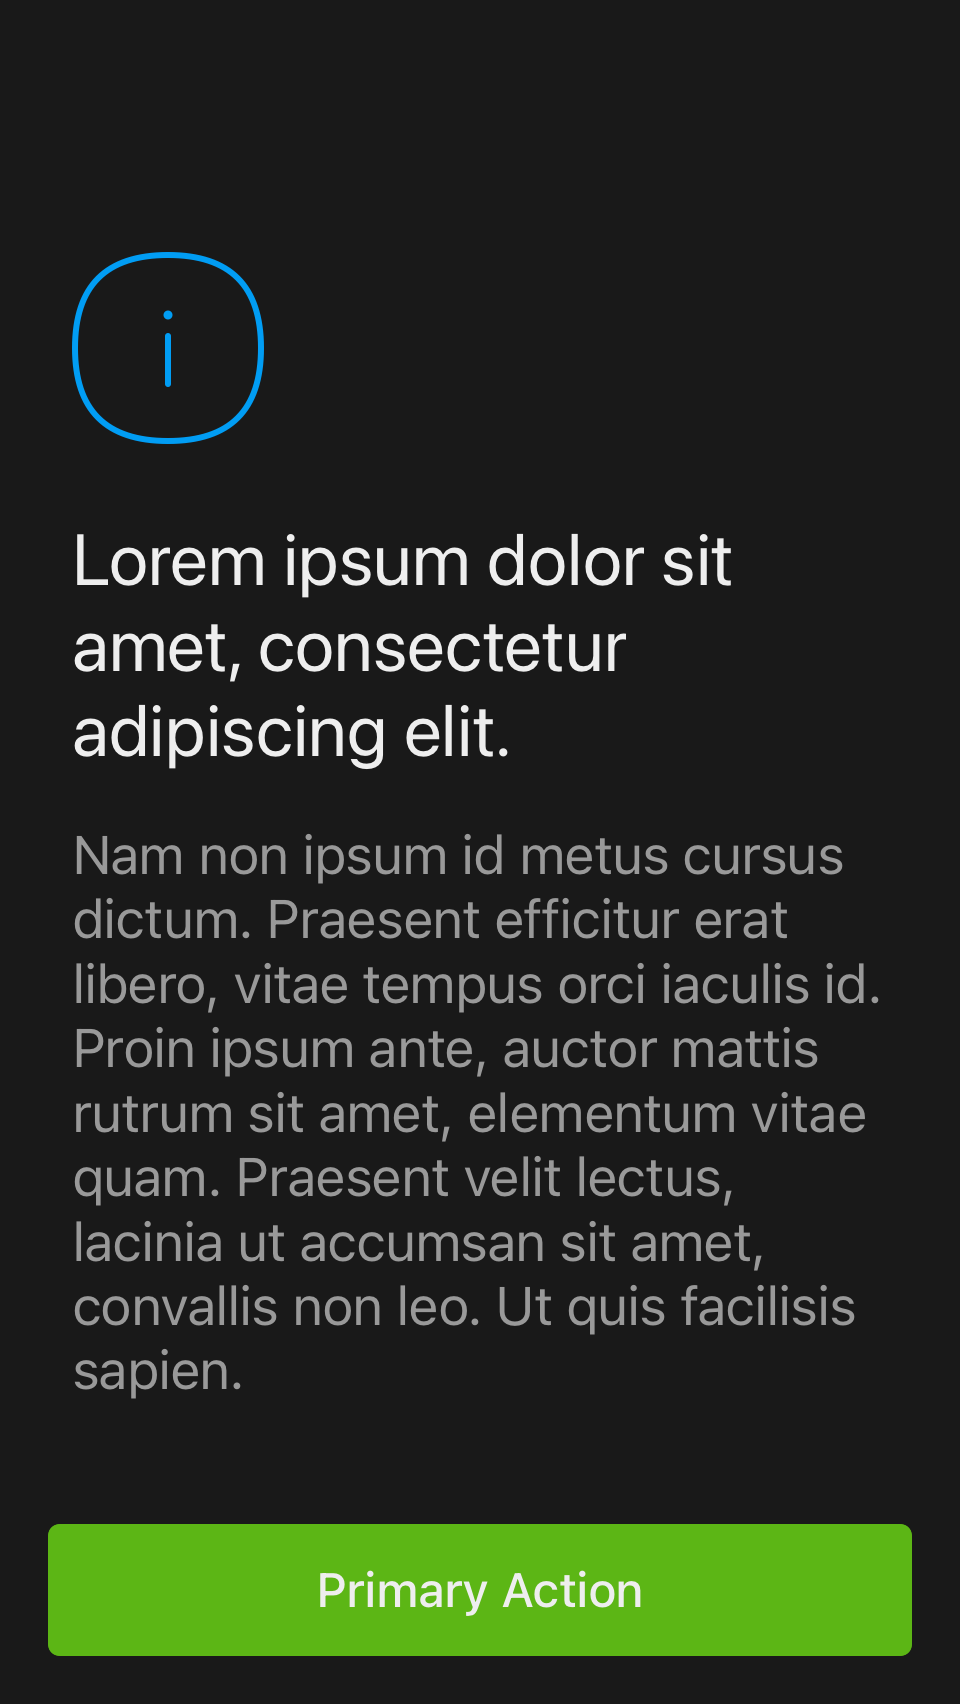 Lorem ipsum dolor sit
amet, consectetur
adipiscing elit.
Nam non ipsum id metus cursus
dictum. Praesent efficitur erat
libero, vitae tempus orci iaculis id.
Proin ipsum ante, auctor mattis
rutrum sit amet, elementum vitae
quam. Praesent velit lectus,
lacinia ut accumsan sit amet,
convallis non leo. Ut quis facilisis
sapien.
Primary Action